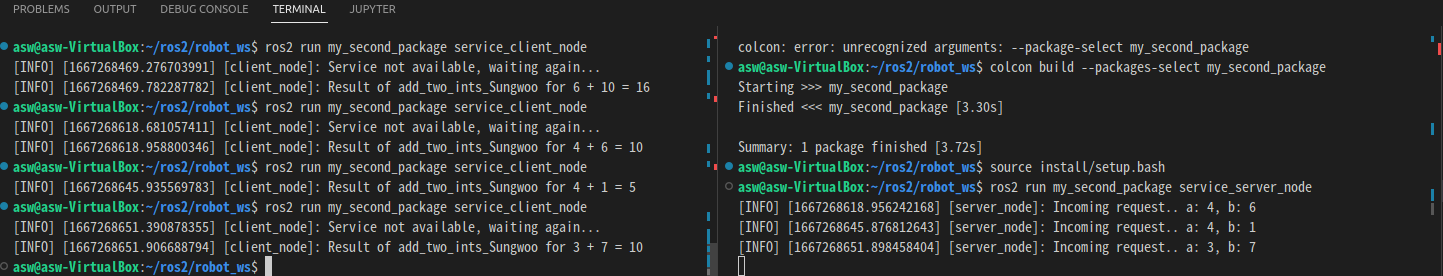 PROBLEMS OUTPUT DEBUG CONSOLE TERMINAL JUPYTER
asw@asw-VirtualBox:~/ros2/robot_ws$ ros2 run my_second_package service_client_node
[INFO] [1667268469.276703991] [client_node]: Service not available, waiting again...
[INFO] [1667268469.782287782] [client_node]: Result of add_two_ints_Sungwoo for 6 + 10 = 16
asw@asw-VirtualBox:~/ros2/robot_ws$ ros2 run my_second_package service_client_node
[INFO] [1667268618.681057411] [client_node]: Service not available, waiting again...
[INFO] [1667268618.958800346] [client_node]: Result of add_two_ints_Sungwoo for 4 + 6 = 10
asw@asw-VirtualBox:~/ros2/robot_ws$ ros2 run my_second_package service_client_node
[INFO] [1667268645.935569783] [client_node]: Result of add_two_ints_Sungwoo for 4 + 1 = 5
asw@asw-VirtualBox:~/ros2/robot_ws$ ros2 run my_second_package service_client_node
[INFO] [1667268651.390878355] [client_node]: Service not available, waiting again...
[INFO] [1667268651.906688794] [client_node]: Result of add_two_ints_Sungwoo for 3 + 7 = 10
asw@asw-VirtualBox:~/ros2/robot_ws$
colcon: error: unrecognized arguments: --package-select my_second_package
asw@asw-VirtualBox:~/ros2/robot_ws$ colcon build --packages-select my_second_package
Starting >>> my_second_package
Finished <<< my_second_package [3.30s]
Summary: 1 package finished [3.72s]
asw@asw-VirtualBox:~/ros2/robot_ws$ source install/setup.bash
asw@asw-VirtualBox:~/ros2/robot_ws$ ros2 run my_second_package service_server_node
[INFO] [1667268618.956242168] [server_node]: Incoming request.. a: 4, b: 6
[INFO] [1667268645.876812643] [server_node]: Incoming request.. a: 4, b: 1
[INFO] [1667268651.898458404] [server_node]: Incoming request.. a: 3, b: 7